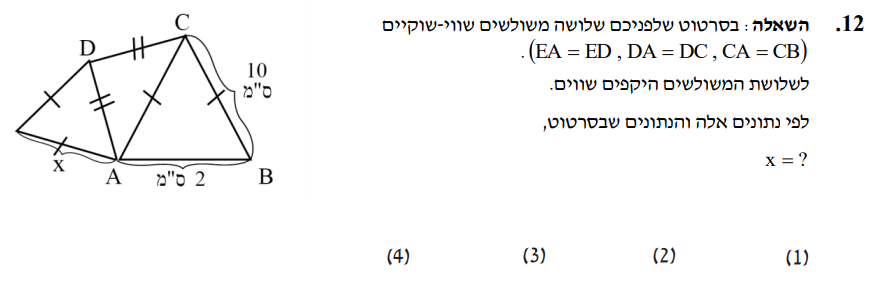 12. השאלה: בסרטוט שלפניכם שלושה משולשים שווי-שוקיים
(EA = ED , DA = DC , CA = CB).
לשלושת המשולשים היקפים שווים.
לפי נתונים אלה והנתונים שבסרטוט,
x = ?
C
D
10
ס"מ
x
A
2 ס"מ
B
(1) (2) (3) (4)